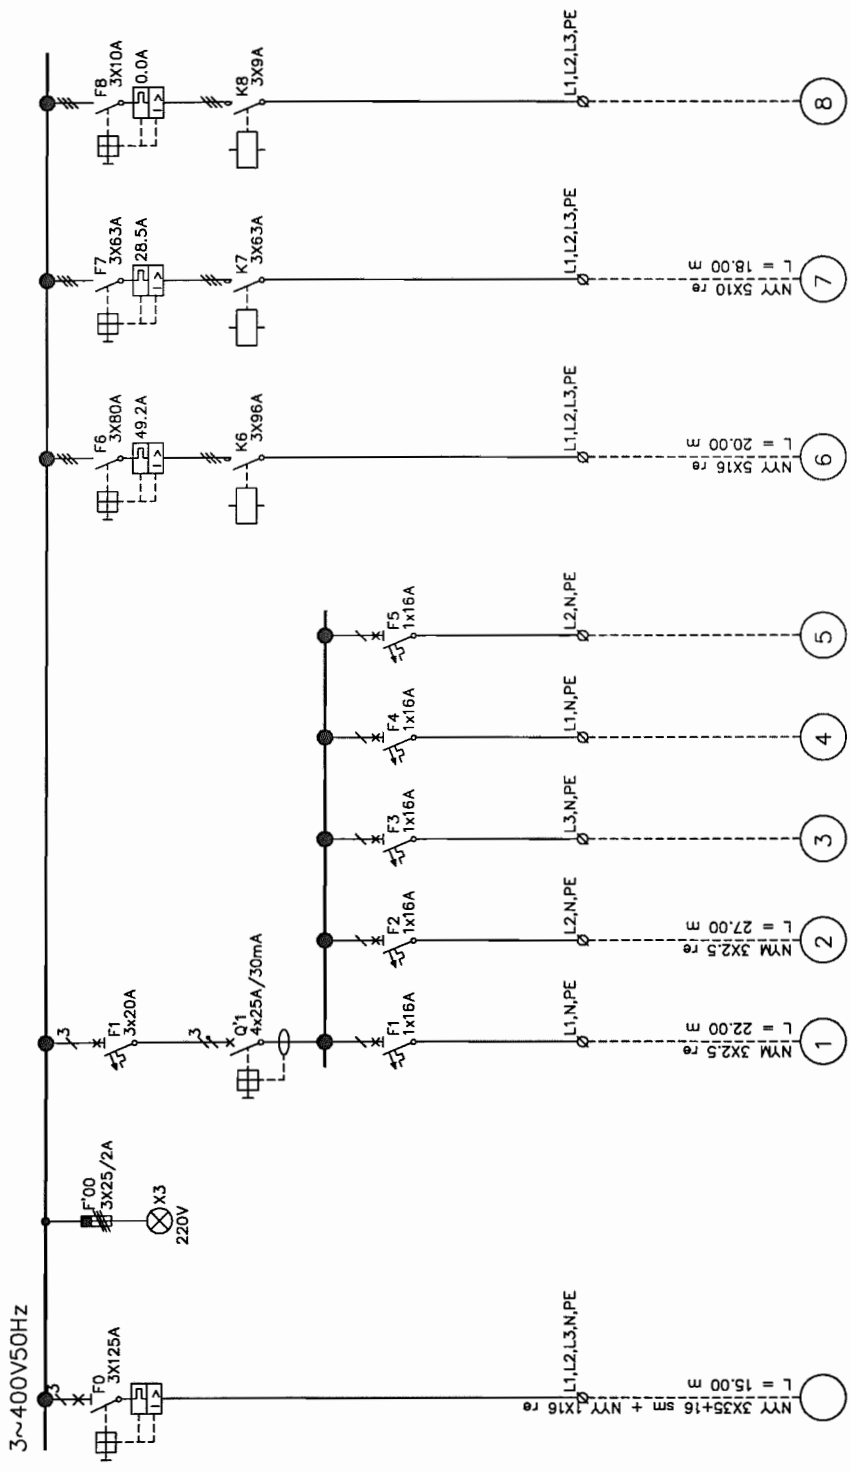 3~400V50Hz
3
F0
3X125A
I >
L1,L2,L3,N,PE
NYY 3X35+16 sm + NYY 1X16 re
L = 15.00 m
F'00
3X25/2A
X3
220V
3
F1
3x20A
3
Q'1
4x25A/30mA
F1
1x16A
L1,N,PE
NYM 3X2.5 re
L = 22.00 m
1
F2
1x16A
L2,N,PE
NYM 3X2.5 re
L = 27.00 m
2
F3
1x16A
L3,N,PE
3
F4
1x16A
L1,N,PE
4
F5
1x16A
L2,N,PE
5
F6
3X80A
49.2A
I >
K6
3X96A
L1,L2,L3,PE
NYY 5X16 re
L = 20.00 m
6
F7
3X63A
28.5A
I >
K7
3X63A
L1,L2,L3,PE
NYY 5X10 re
L = 18.00 m
7
F8
3X10A
0.0A
I >
K8
3X9A
L1,L2,L3,PE
8